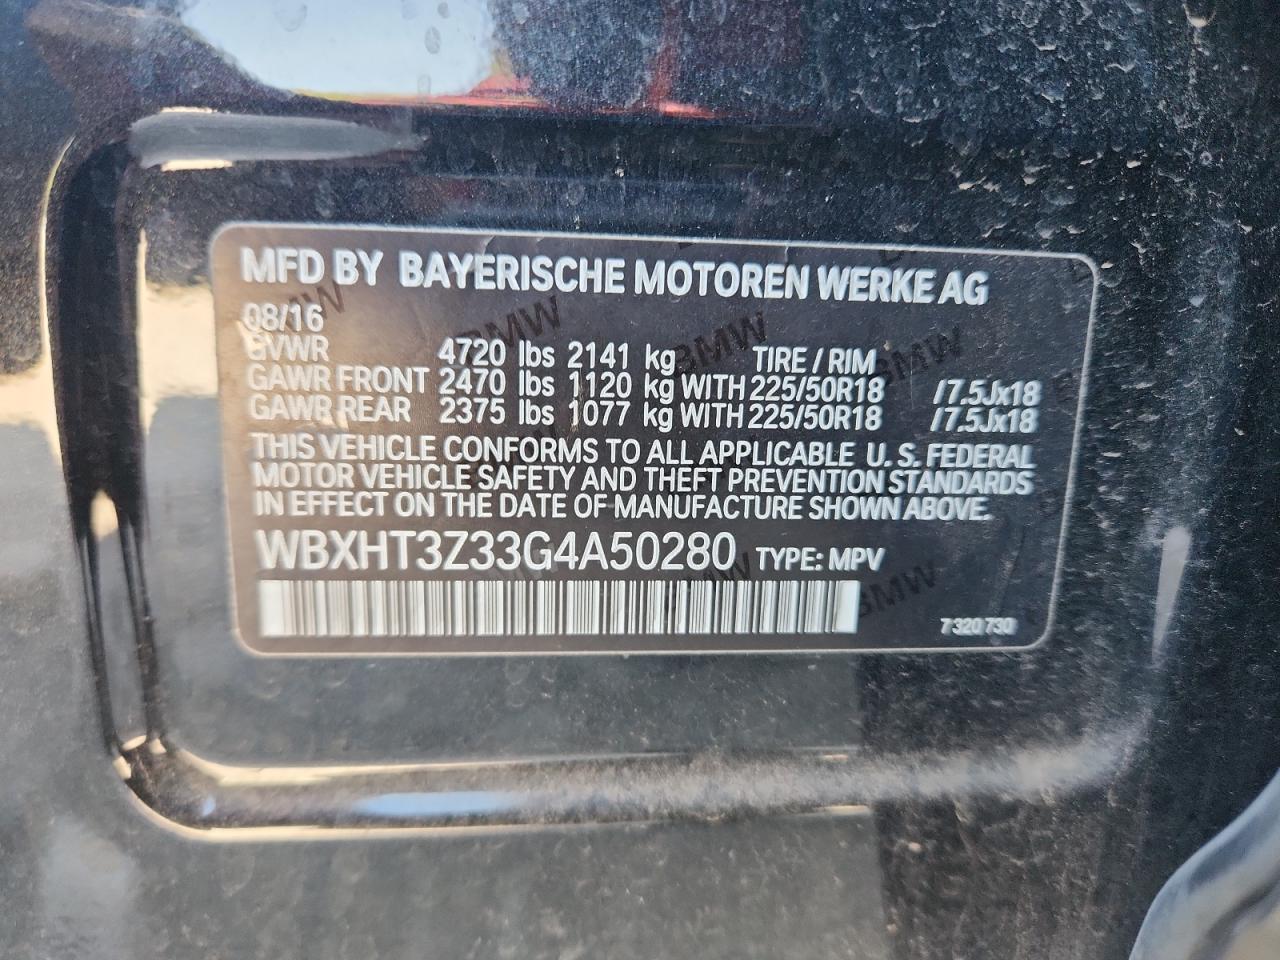 MFD BY BAYERISCHE MOTOREN WERKE AG
08/16
GVWR 4720 lbs 2141 kg TIRE / RIM
GAWR FRONT 2470 lbs 1120 kg WITH 225/50R18 /7.5Jx18
GAWR REAR 2375 lbs 1077 kg WITH 225/50R18 /7.5Jx18
THIS VEHICLE CONFORMS TO ALL APPLICABLE U.S. FEDERAL
MOTOR VEHICLE SAFETY AND THEFT PREVENTION STANDARDS
IN EFFECT ON THE DATE OF MANUFACTURE SHOWN ABOVE.
WBXHT3Z33G4A50280 TYPE: MPV
7 320 730